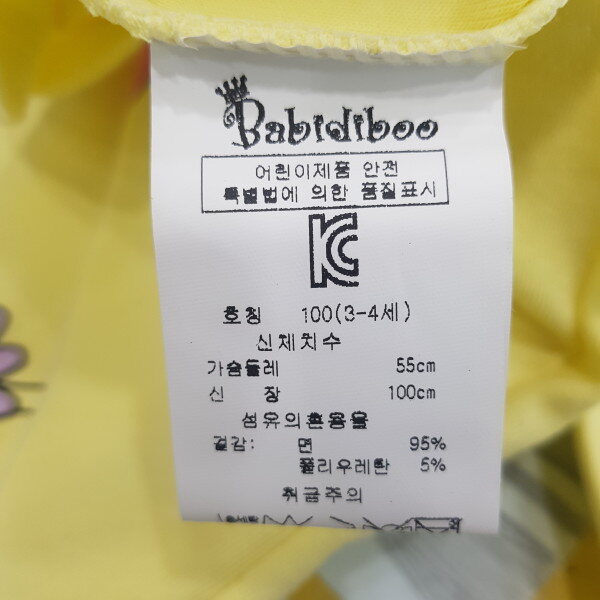 Babidiboo
어린이제품 안전
특별법에 의한 품질표시
KC
호칭 100(3-4세)
신체치수
가슴둘레 55cm
신 장 100cm
섬유의혼용율
겉감: 면 95%
폴리우레탄 5%
취급주의